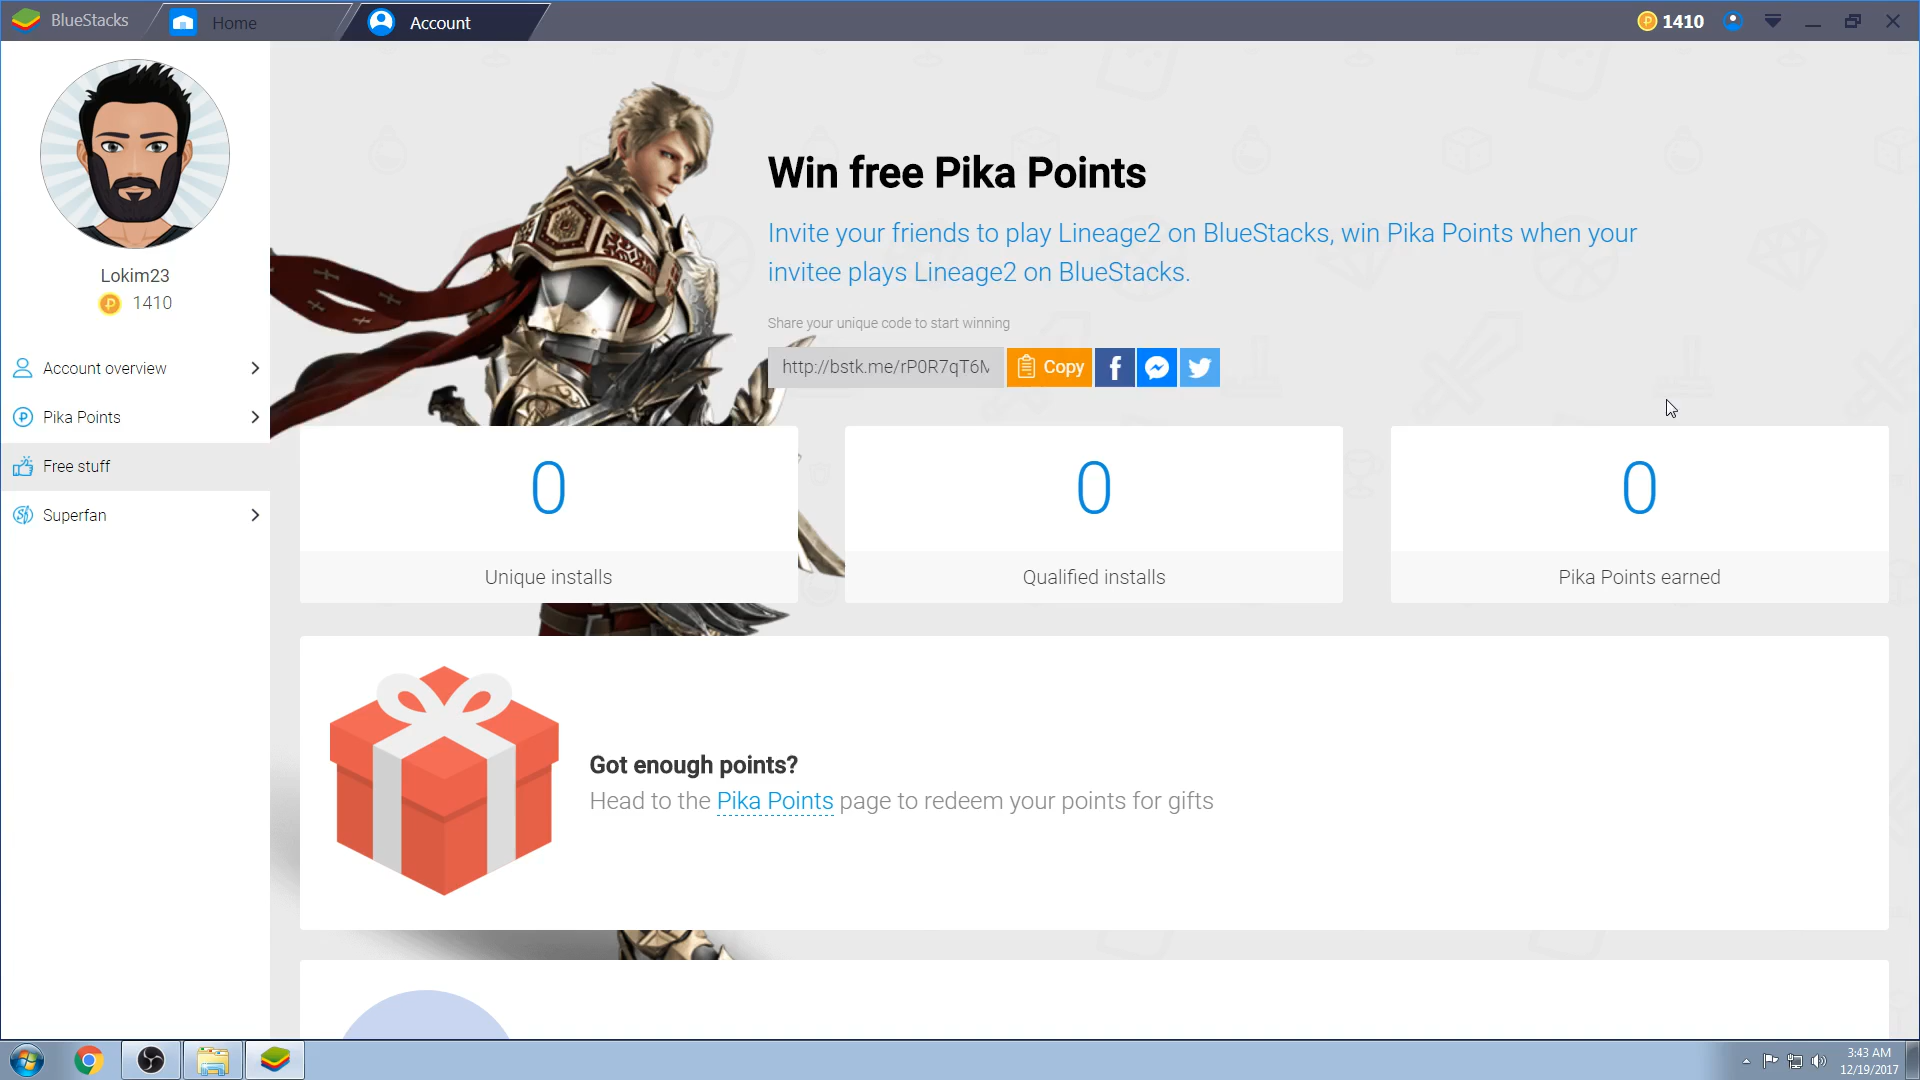 BlueStacks
Home
Account
1410
Lokim23
1410
Account overview
Pika Points
Free stuff
Superfan
Win free Pika Points
Invite your friends to play Lineage2 on BlueStacks, win Pika Points when your
invitee plays Lineage2 on BlueStacks.
Share your unique code to start winning
http://bstk.me/rP0R7qT6M
Copy
0
Unique installs
0
Qualified installs
0
Pika Points earned
Got enough points?
Head to the Pika Points page to redeem your points for gifts
3:43 AM
12/19/2017